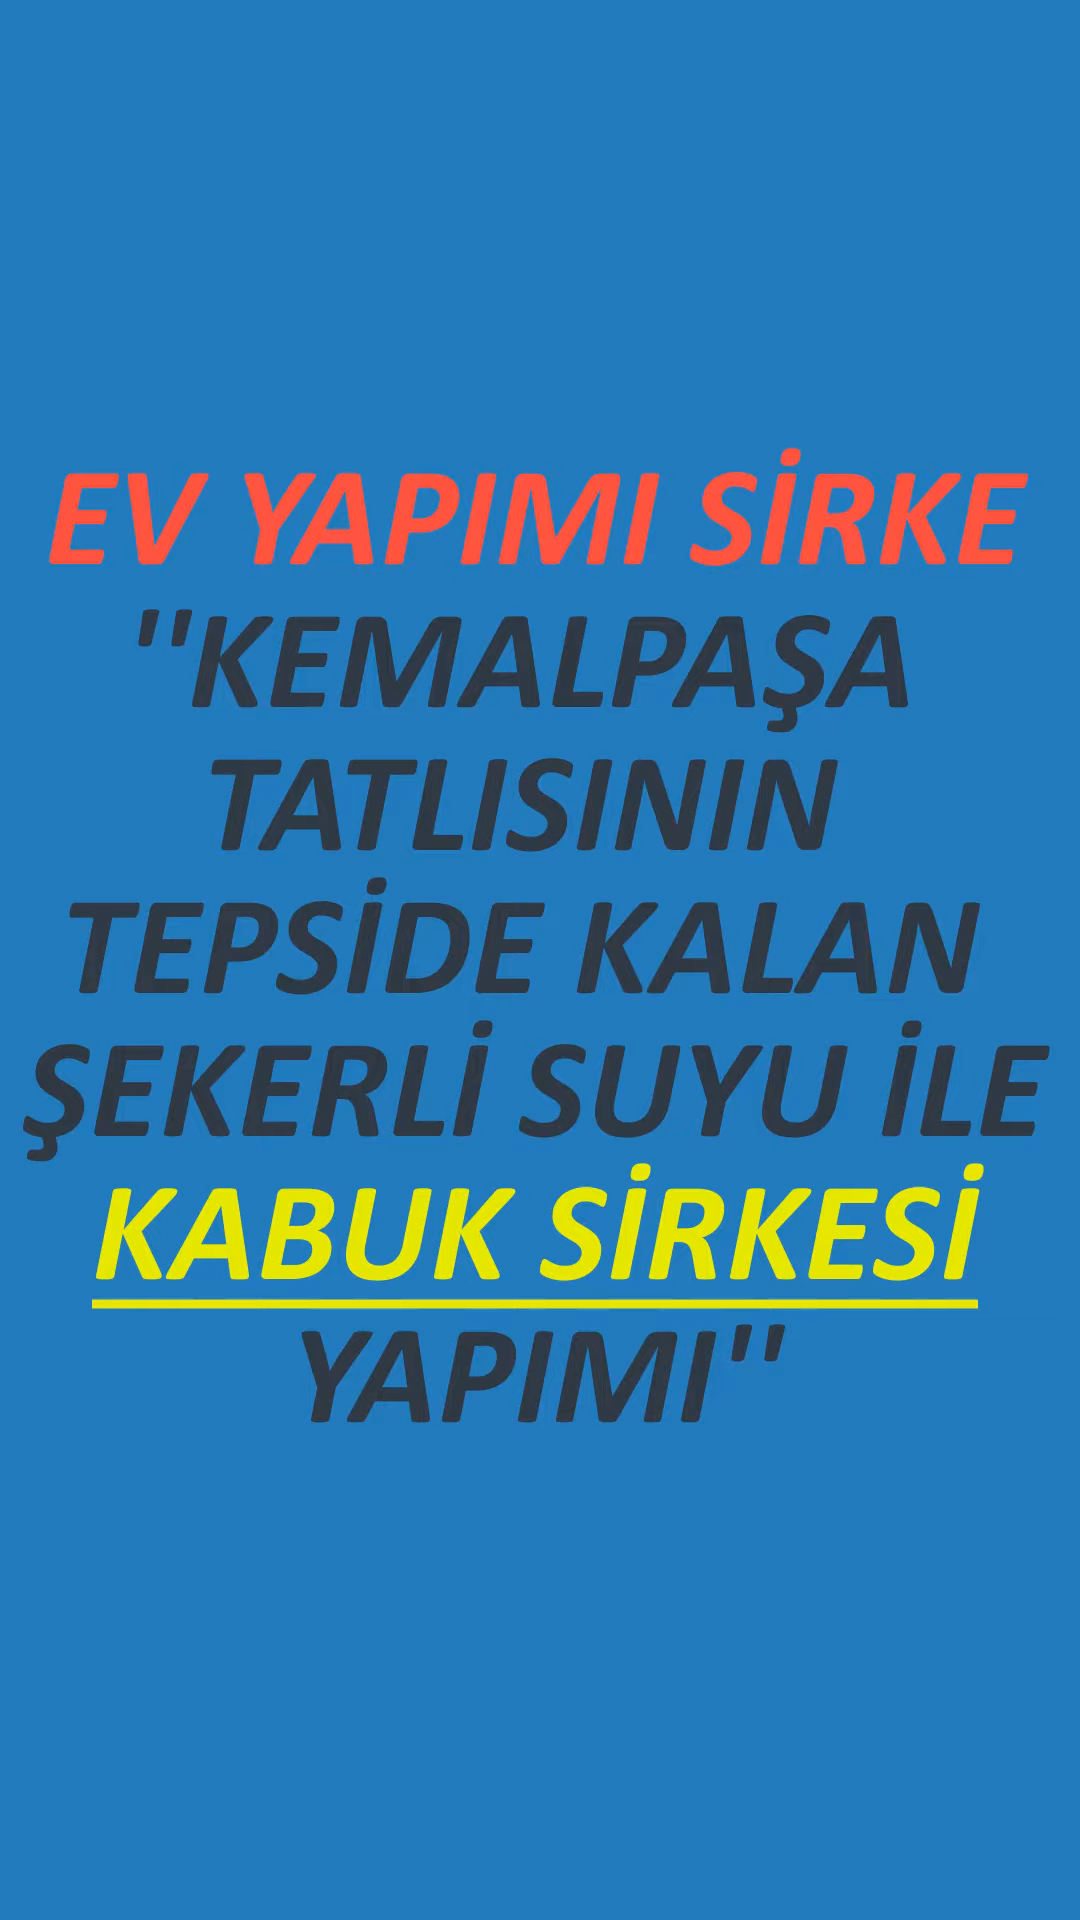 EV YAPIMI SİRKE
"KEMALPAŞA
TATLISININ
TEPSİDE KALAN
ŞEKERLİ SUYU İLE
KABUK SİRKESİ
YAPIMI"